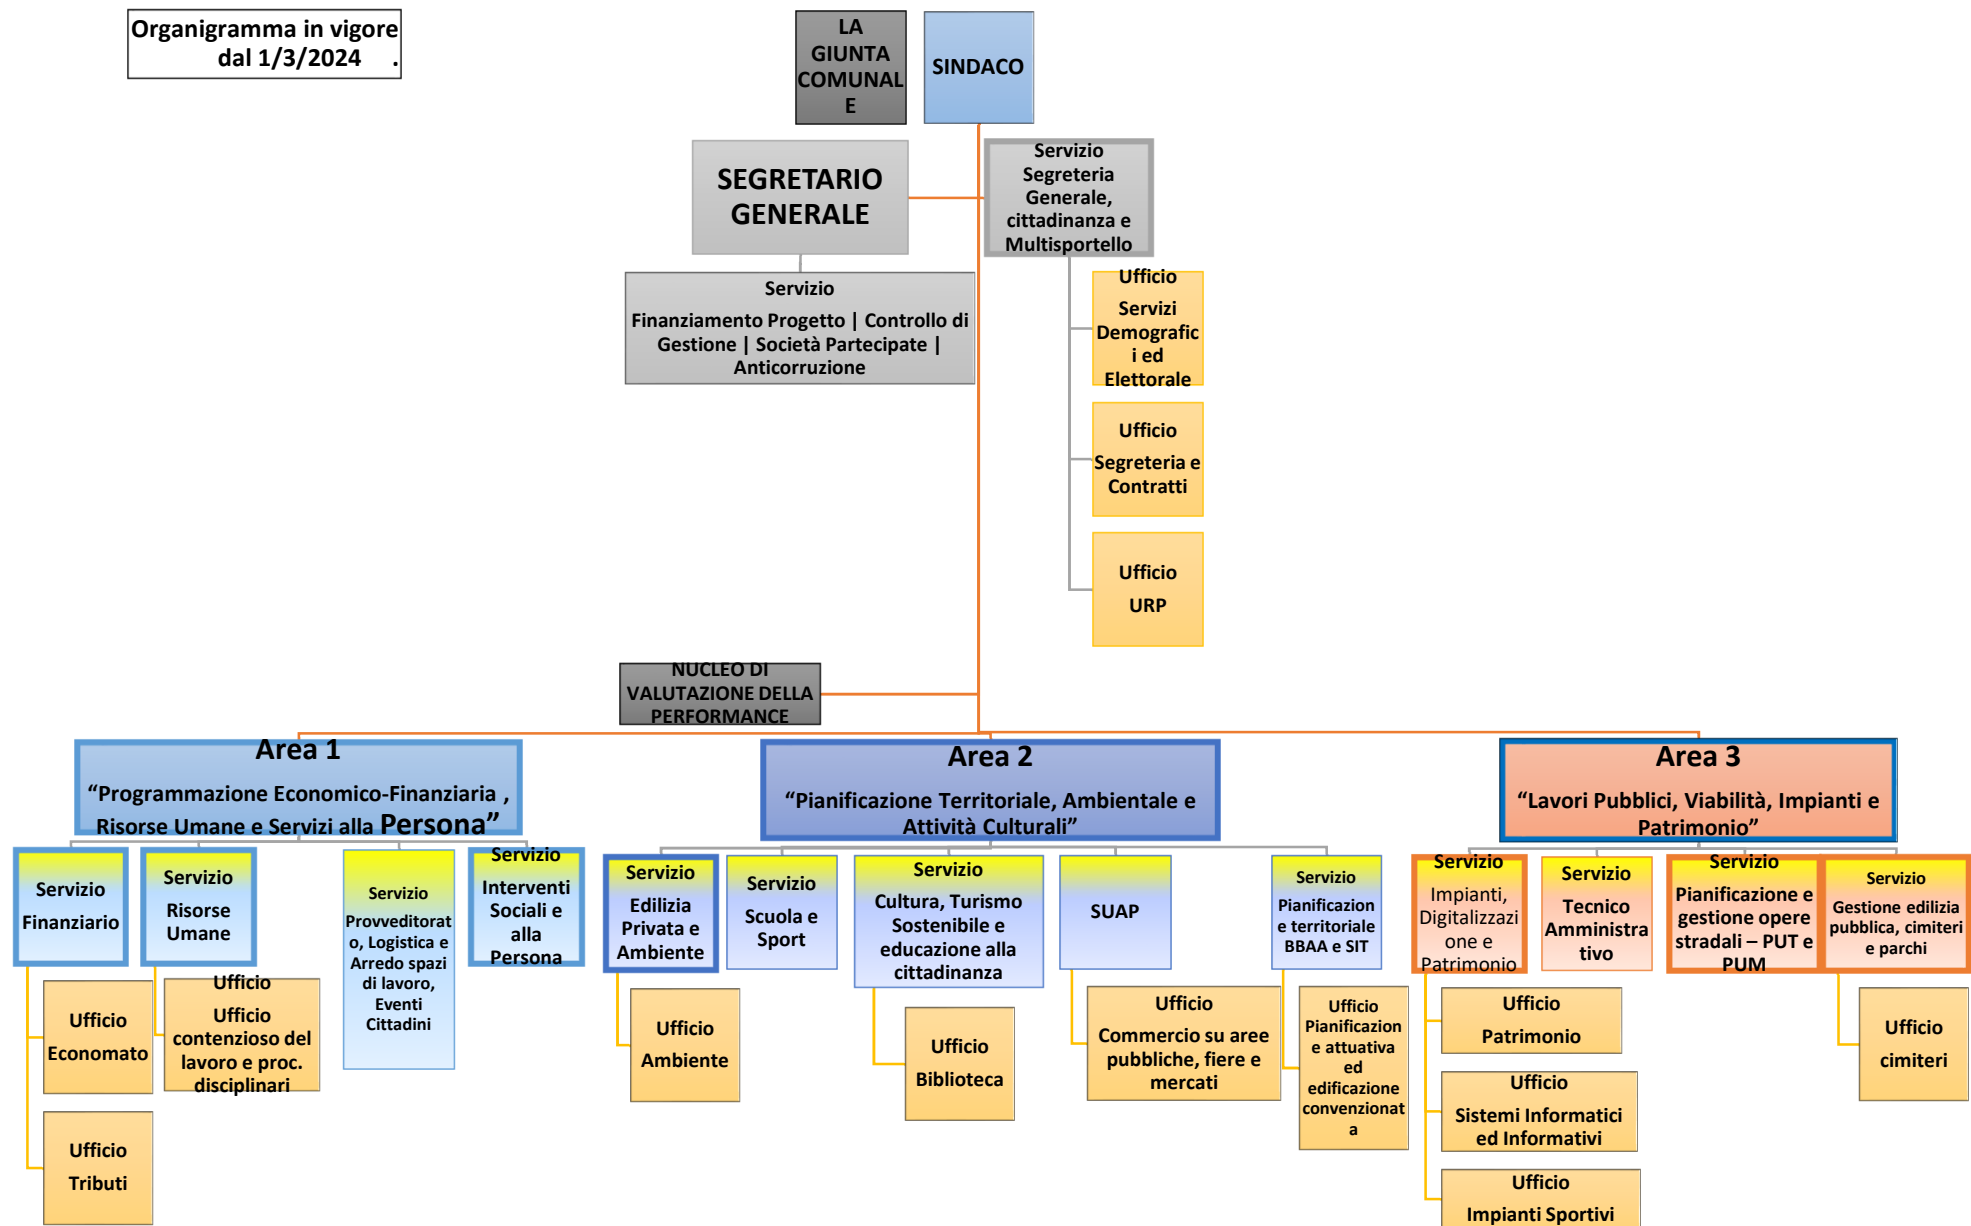 Organigramma in vigore
dal 1/3/2024 .
LA
GIUNTA
COMUNAL
E
SINDACO
SEGRETARIO
GENERALE
Servizio
Segreteria
Generale,
cittadinanza e
Multisportello
Servizio
Finanziamento Progetto | Controllo di
Gestione | Società Partecipate |
Anticorruzione
Ufficio
Servizi
Demografic
i ed
Elettorale
Ufficio
Segreteria e
Contratti
Ufficio
URP
NUCLEO DI
VALUTAZIONE DELLA
PERFORMANCE
Area 1
“Programmazione Economico-Finanziaria ,
Risorse Umane e Servizi alla Persona”
Area 2
“Pianificazione Territoriale, Ambientale e
Attività Culturali”
Area 3
“Lavori Pubblici, Viabilità, Impianti e
Patrimonio”
Servizio
Finanziario
Servizio
Risorse
Umane
Servizio
Provveditorat
o, Logistica e
Arredo spazi
di lavoro,
Eventi
Cittadini
Servizio
Interventi
Sociali e
alla
Persona
Servizio
Edilizia
Privata e
Ambiente
Servizio
Scuola e
Sport
Servizio
Cultura, Turismo
Sostenibile e
educazione alla
cittadinanza
SUAP
Servizio
Pianificazion
e territoriale
BBAA e SIT
Servizio
Impianti,
Digitalizzazi
one e
Patrimonio
Servizio
Tecnico
Amministra
tivo
Servizio
Pianificazione e
gestione opere
stradali – PUT e
PUM
Servizio
Gestione edilizia
pubblica, cimiteri
e parchi
Ufficio
Economato
Ufficio
Tributi
Ufficio
Ufficio
contenzioso del
lavoro e proc.
disciplinari
Ufficio
Ambiente
Ufficio
Biblioteca
Ufficio
Commercio su aree
pubbliche, fiere e
mercati
Ufficio
Pianificazion
e attuativa
ed
edificazione
convenzionat
a
Ufficio
Patrimonio
Ufficio
Sistemi Informatici
ed Informativi
Ufficio
Impianti Sportivi
Ufficio
cimiteri